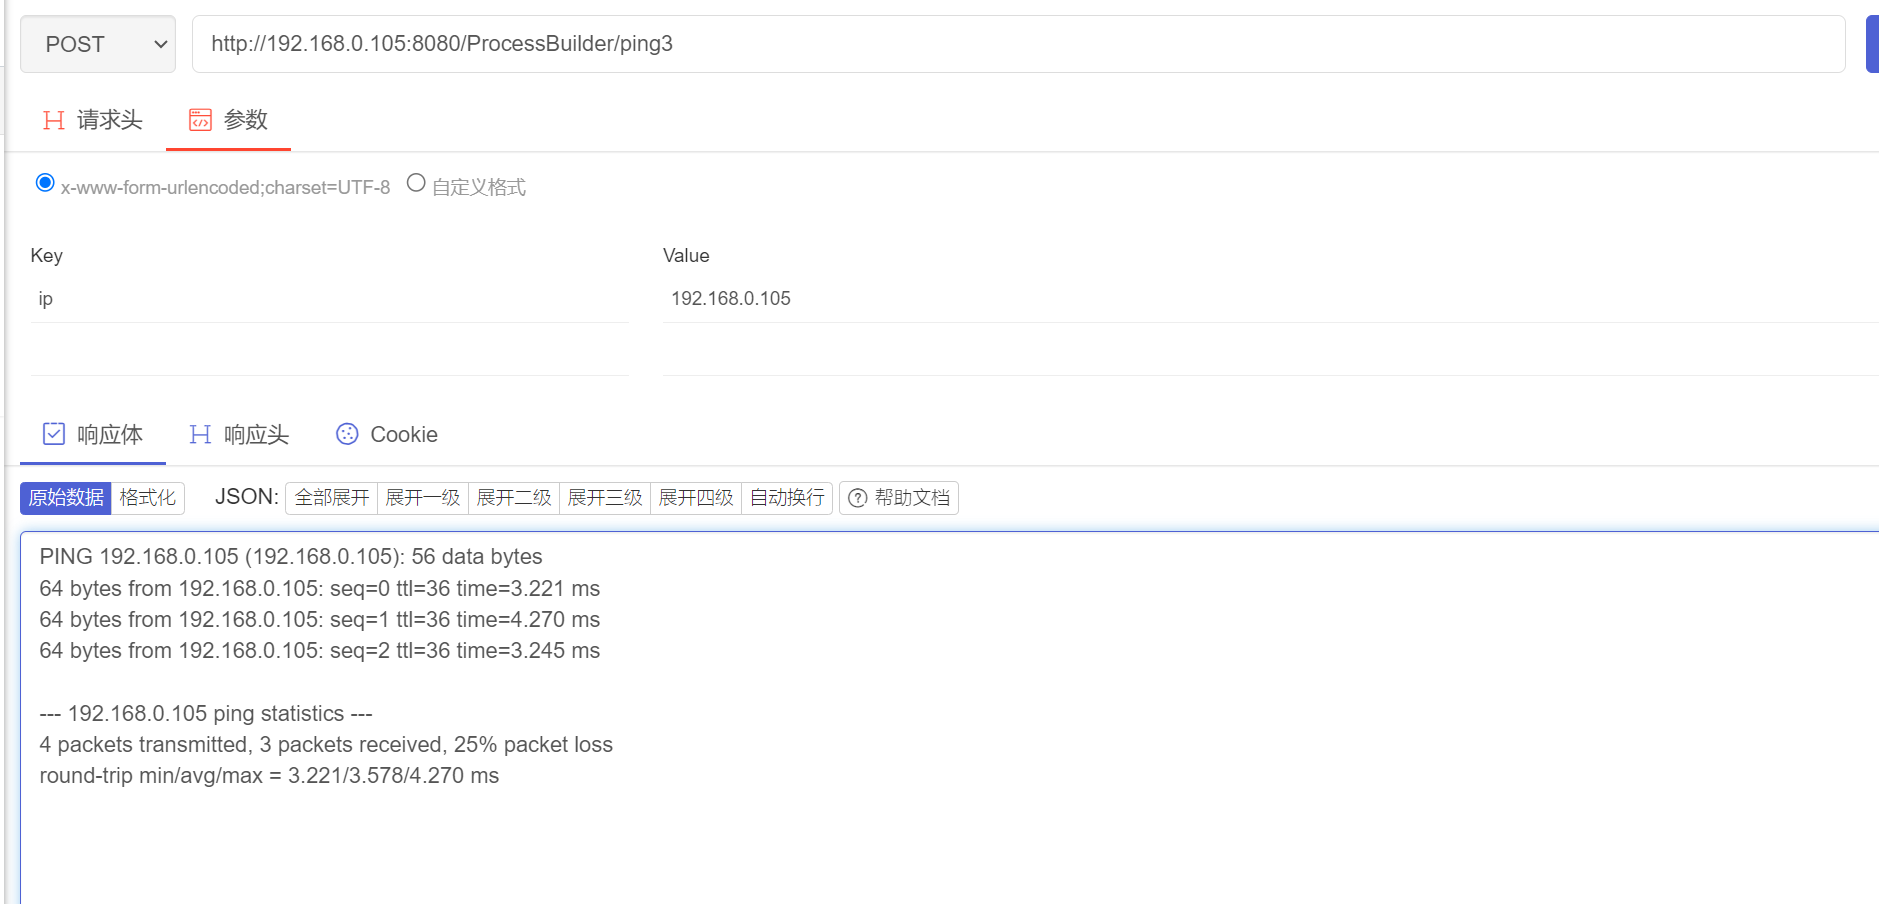 POST
http://192.168.0.105:8080/ProcessBuilder/ping3
请求头 参数
x-www-form-urlencoded;charset=UTF-8 自定义格式
Key Value
ip 192.168.0.105
响应体 响应头 Cookie
原始数据 格式化 JSON: 全部展开 展开一级 展开二级 展开三级 展开四级 自动换行 帮助文档
PING 192.168.0.105 (192.168.0.105): 56 data bytes
64 bytes from 192.168.0.105: seq=0 ttl=36 time=3.221 ms
64 bytes from 192.168.0.105: seq=1 ttl=36 time=4.270 ms
64 bytes from 192.168.0.105: seq=2 ttl=36 time=3.245 ms
--- 192.168.0.105 ping statistics ---
4 packets transmitted, 3 packets received, 25% packet loss
round-trip min/avg/max = 3.221/3.578/4.270 ms